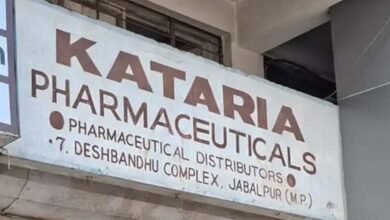 KATARIA
PHARMACEUTICALS
● PHARMACEUTICAL DISTRIBUTORS ●
• 7. DESHBANDHU COMPLEX, JABALPUR (M.P.)